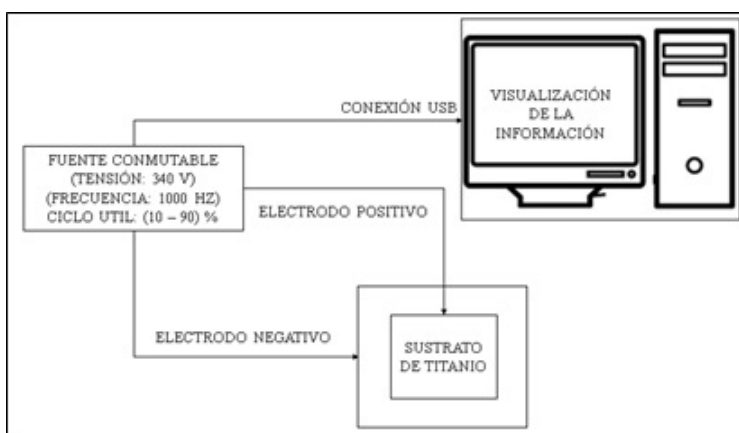 VISUALIZACIÓN
DE LA
INFORMACIÓN
CONEXIÓN USB
FUENTE CONMUTABLE
(TENSIÓN: 340 V)
(FRECUENCIA: 1000 HZ)
CICLO UTIL: (10 – 90) %
ELECTRODO POSITIVO
ELECTRODO NEGATIVO
SUSTRATO
DE TITANIO